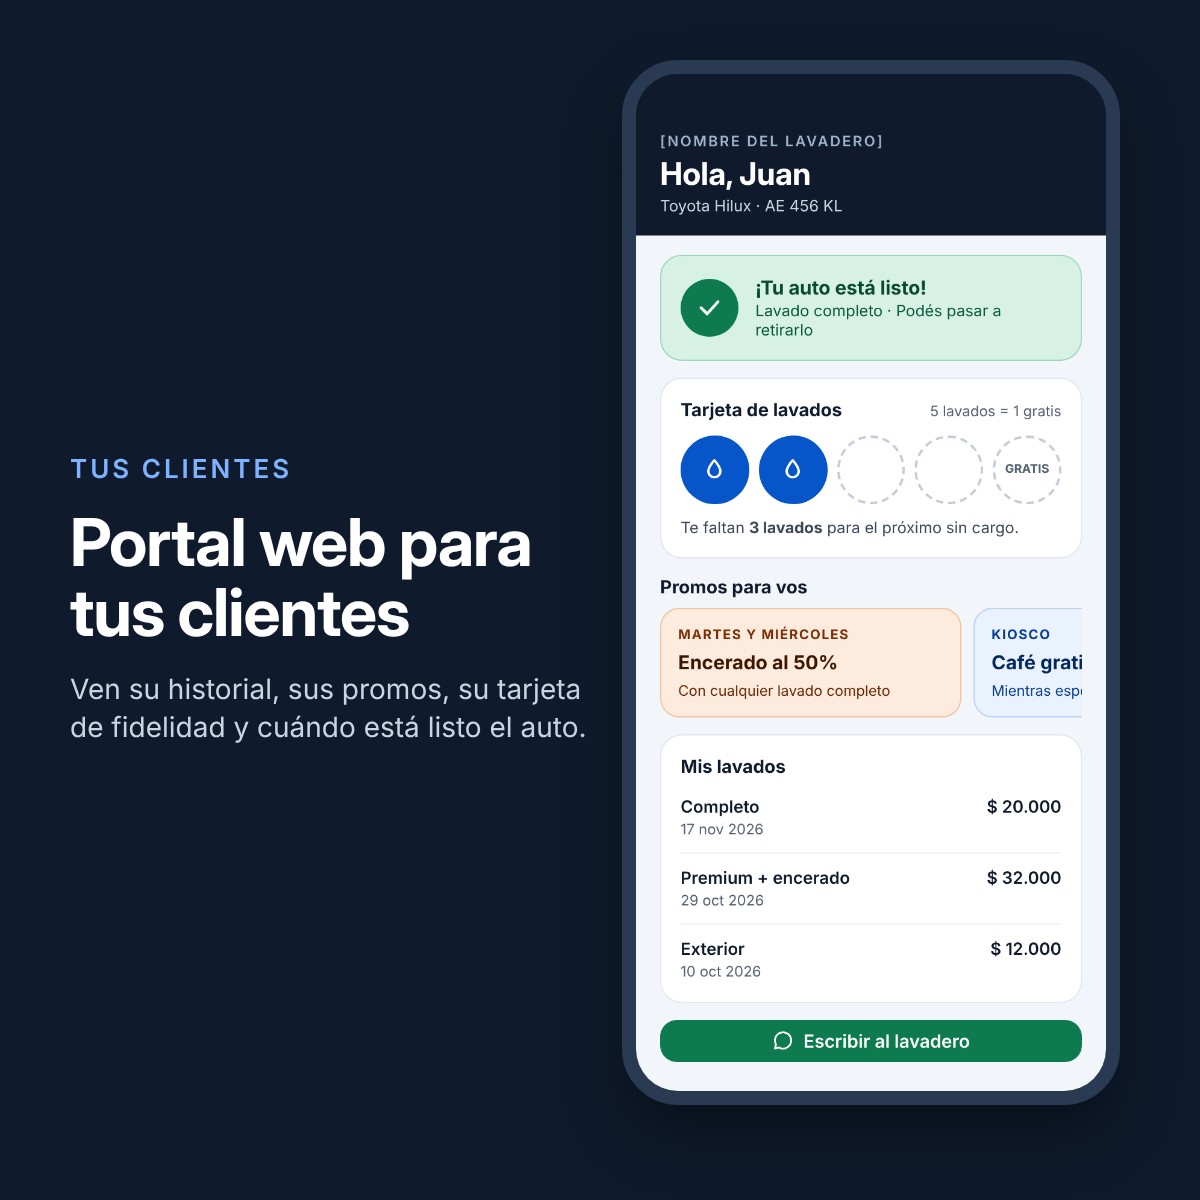 TUS CLIENTES
Portal web para
tus clientes
Ven su historial, sus promos, su tarjeta
de fidelidad y cuándo está listo el auto.
[NOMBRE DEL LAVADERO]
Hola, Juan
Toyota Hilux · AE 456 KL
¡Tu auto está listo!
Lavado completo · Podés pasar a
retirarlo
Tarjeta de lavados
5 lavados = 1 gratis
GRATIS
Te faltan 3 lavados para el próximo sin cargo.
Promos para vos
MARTES Y MIÉRCOLES
Encerado al 50%
Con cualquier lavado completo
KIOSCO
Café grati
Mientras espe
Mis lavados
Completo
$ 20.000
17 nov 2026
Premium + encerado
$ 32.000
29 oct 2026
Exterior
$ 12.000
10 oct 2026
Escribir al lavadero